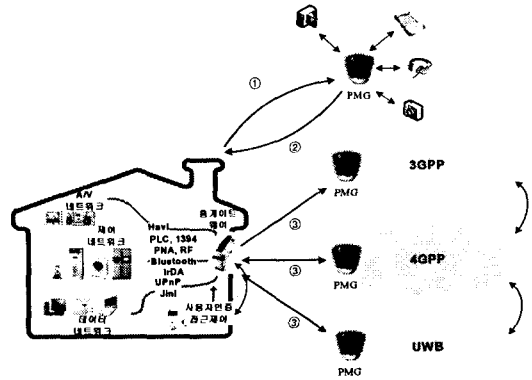 PMG
①
②
PMG
3GPP
A/V
네트워크
홈게이트
웨이
제어
네트워크
Havi
PLC, 1394
PNA, RF
Bluetooth
IrDA
UPnP
Jini
③
③
PMG
4GPP
사용자인증
접근제어
데이터
네트워크
③
PMG
UWB